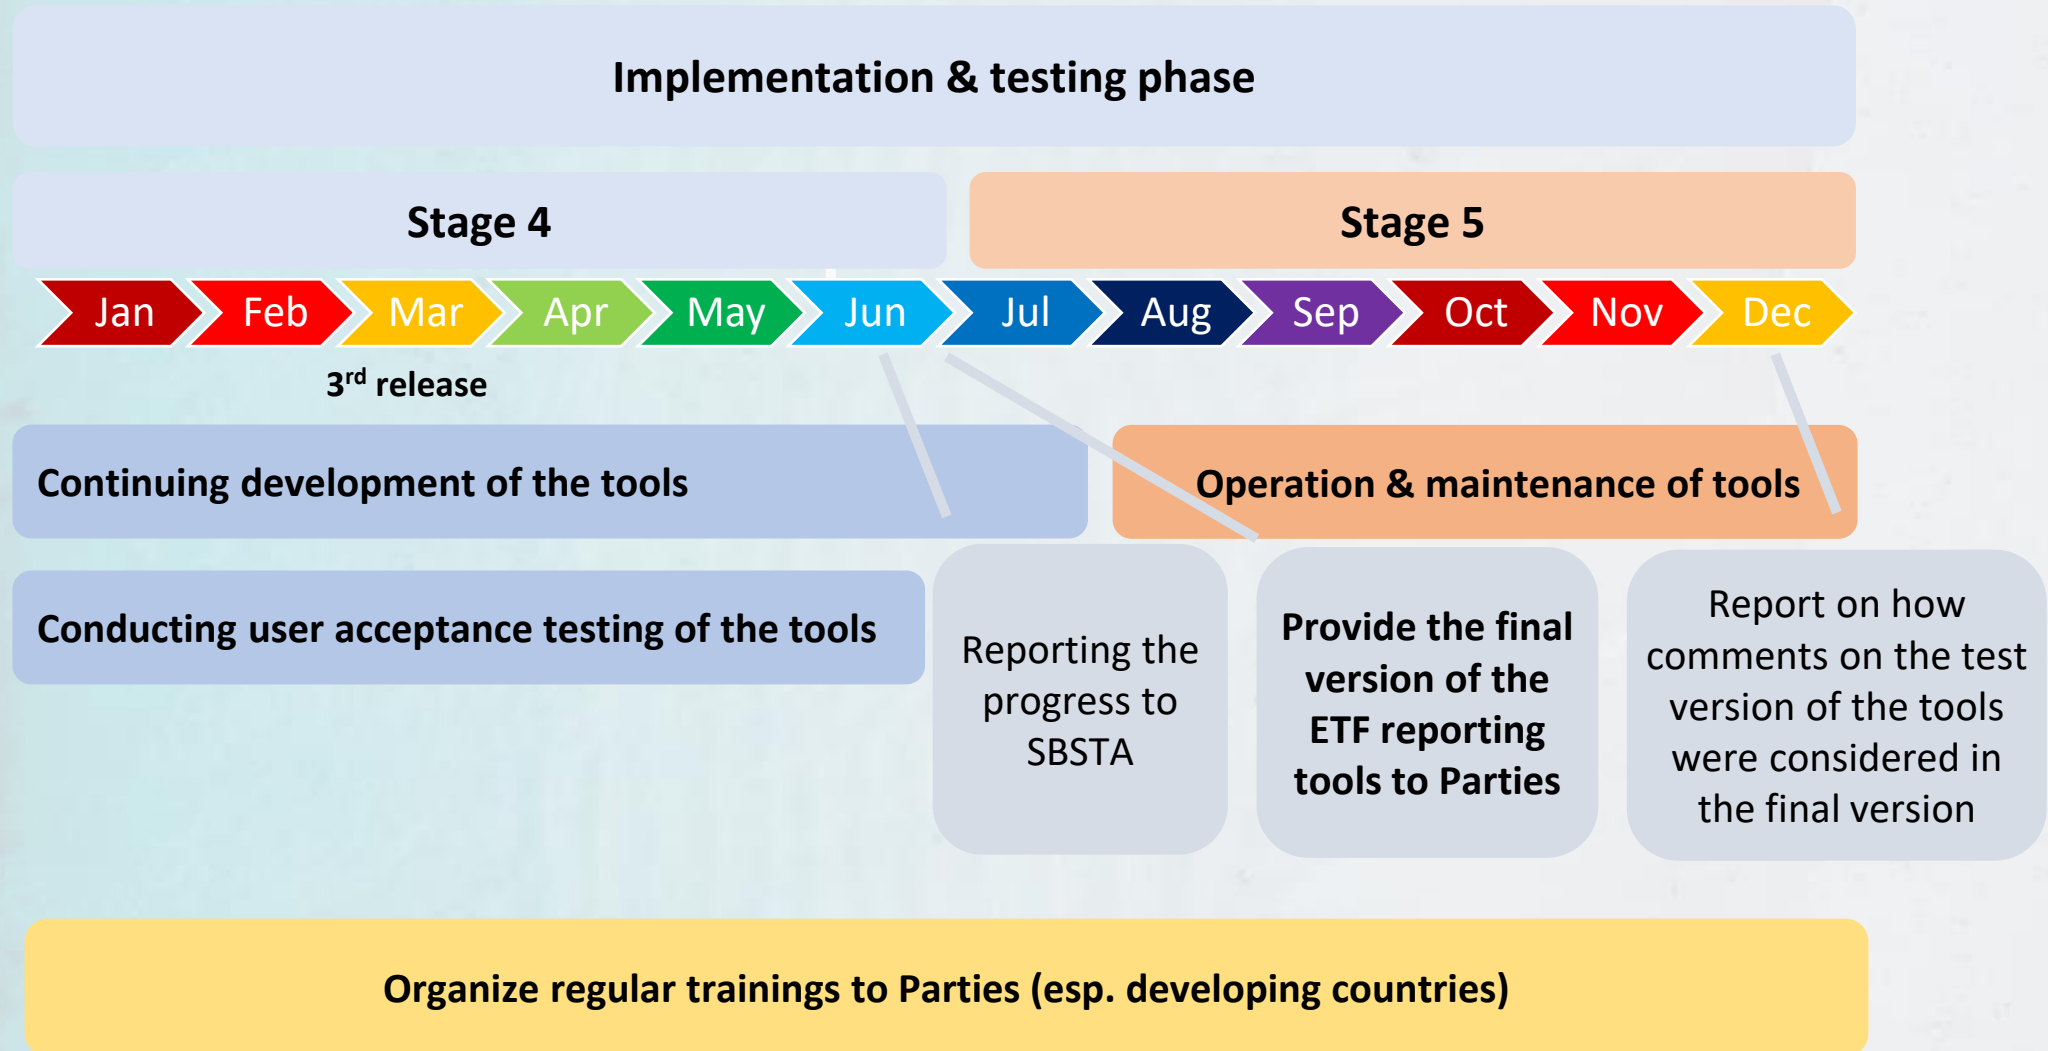 Implementation & testing phase
Stage 4
Stage 5
Jan
Feb
Mar
Apr
May
Jun
Jul
Aug
Sep
Oct
Nov
Dec
3rd release
Continuing development of the tools
Operation & maintenance of tools
Conducting user acceptance testing of the tools
Reporting the
progress to
SBSTA
Provide the final
version of the
ETF reporting
tools to Parties
Report on how
comments on the test
version of the tools
were considered in
the final version
Organize regular trainings to Parties (esp. developing countries)